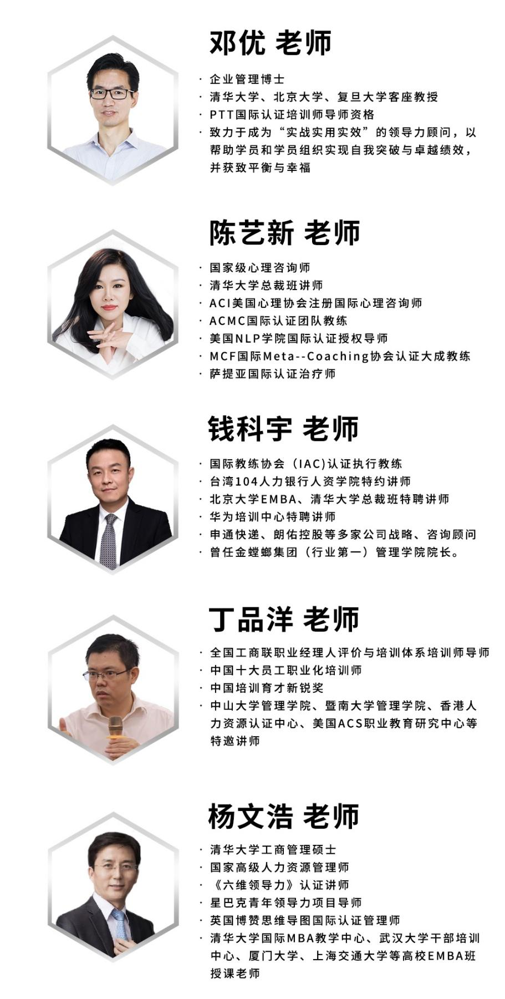 邓优 老师
· 企业管理博士
· 清华大学、北京大学、复旦大学客座教授
· PTT国际认证培训师导师资格
· 致力于成为“实战实用实效”的领导力顾问，以
帮助学员和学员组织实现自我突破与卓越绩效，
并获致平衡与幸福
陈艺新 老师
· 国家级心理咨询师
· 清华大学总裁班讲师
· ACI美国心理协会注册国际心理咨询师
· ACMC国际认证团队教练
· 美国NLP学院国际认证授权导师
· MCF国际Meta--Coaching协会认证大成教练
· 萨提亚国际认证治疗师
钱科宇 老师
· 国际教练协会（IAC)认证执行教练
· 台湾104人力银行人资学院特约讲师
· 北京大学EMBA、清华大学总裁班特聘讲师
· 华为培训中心特聘讲师
· 申通快递、朗佑控股等多家公司战略、咨询顾问
· 曾任金螳螂集团（行业第一）管理学院院长。
丁品洋 老师
· 全国工商联职业经理人评价与培训体系培训师导师
· 中国十大员工职业化培训师
· 中国培训育才新锐奖
· 中山大学管理学院、暨南大学管理学院、香港人
力资源认证中心、美国ACS职业教育研究中心等
特邀讲师
杨文浩 老师
· 清华大学工商管理硕士
· 国家高级人力资源管理师
· 《六维领导力》认证讲师
· 星巴克青年领导力项目导师
· 英国博赞思维导图国际认证管理师
· 清华大学国际MBA教学中心、武汉大学干部培训
中心、厦门大学、上海交通大学等高校EMBA班
授课老师